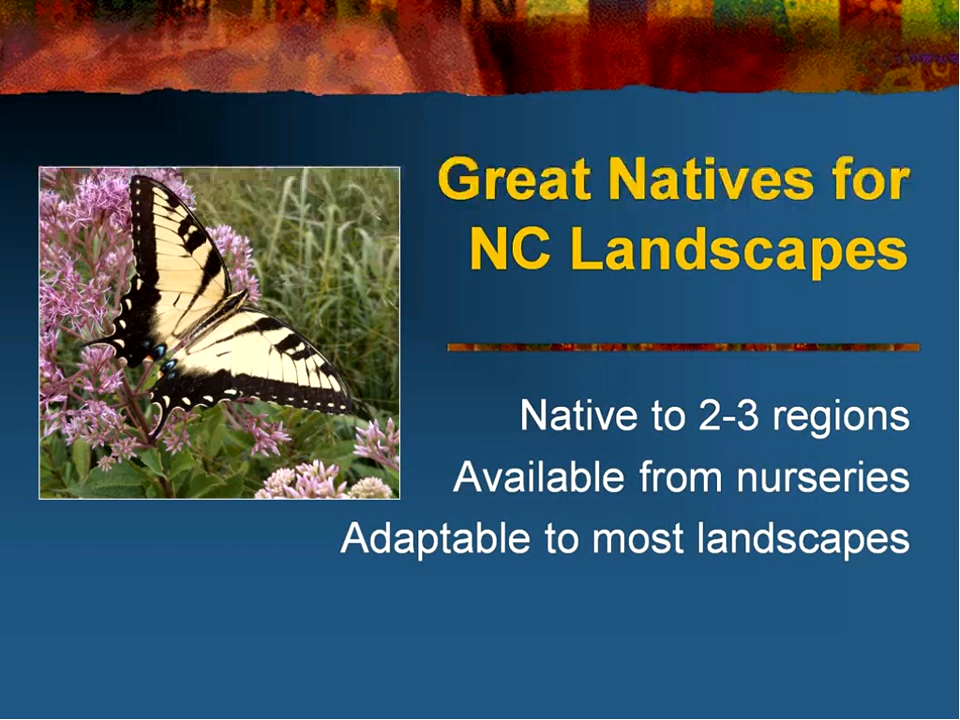 Great Natives for
NC Landscapes
Native to 2-3 regions
Available from nurseries
Adaptable to most landscapes